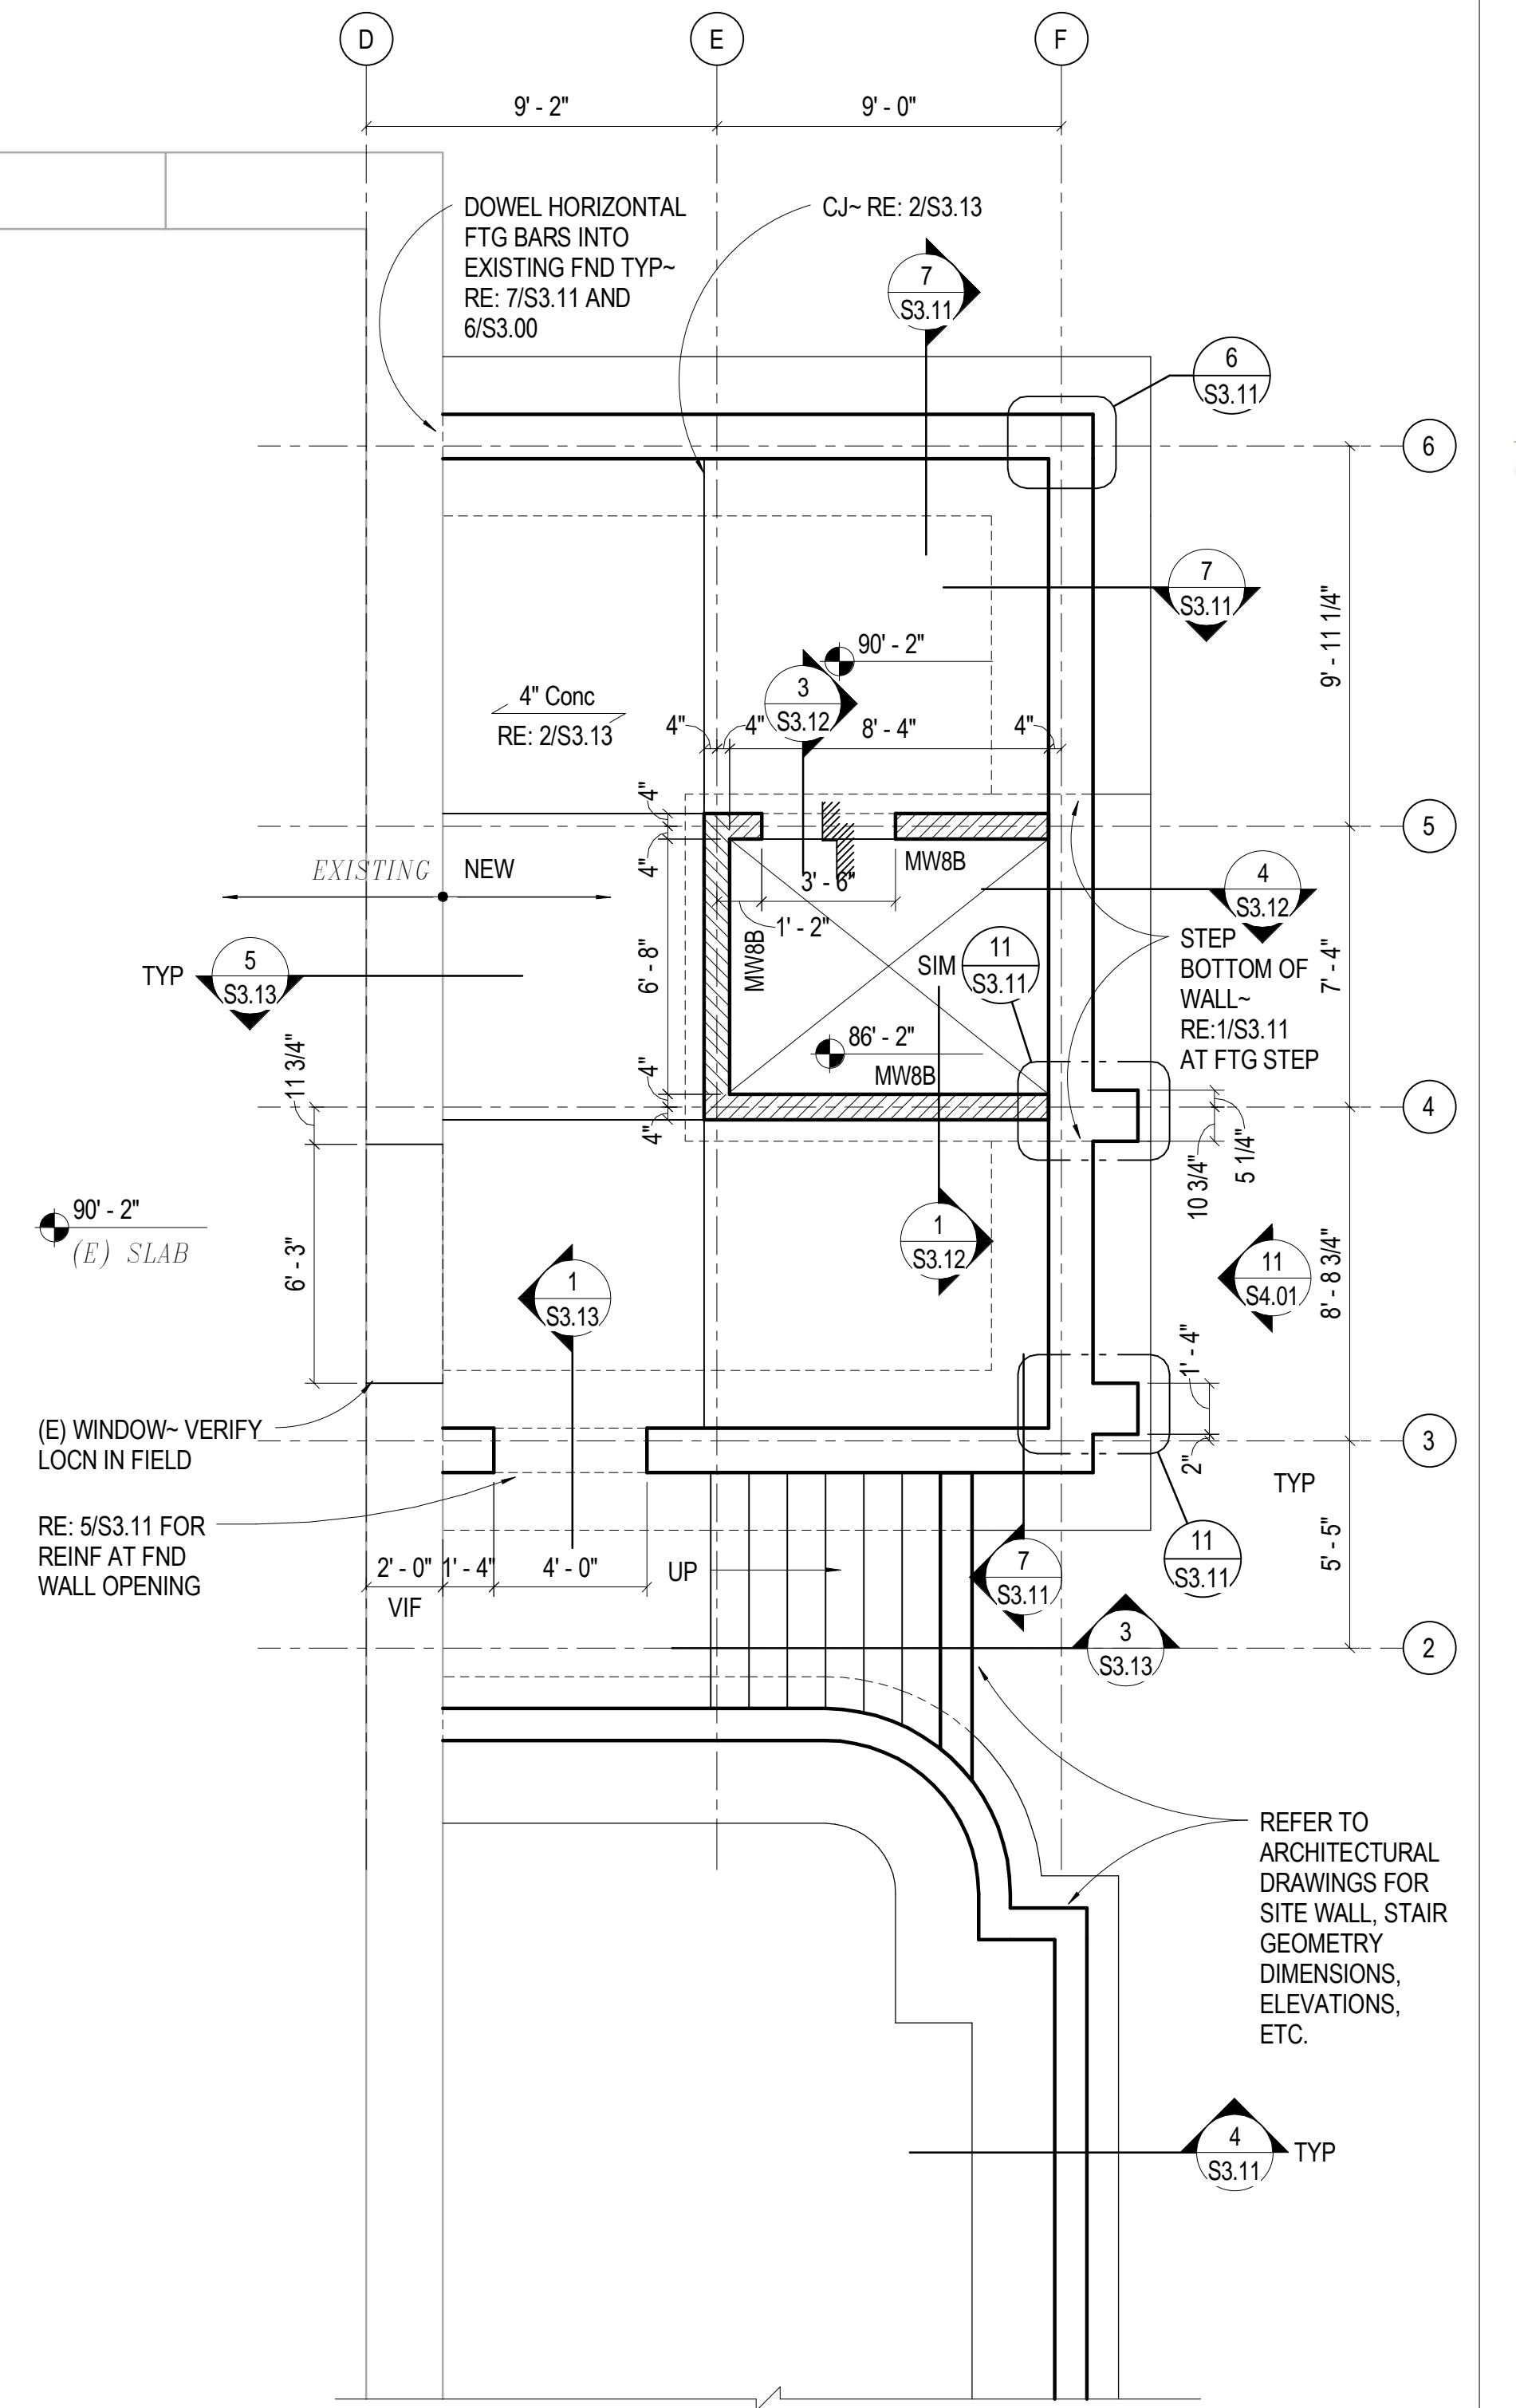 D
E
F
9' - 2"
9' - 0"
DOWEL HORIZONTAL
FTG BARS INTO
EXISTING FND TYP~
RE: 7/S3.11 AND
6/S3.00
CJ~ RE: 2/S3.13
7
S3.11
6
S3.11
6
7
S3.11
9' - 11 1/4"
90' - 2"
4" Conc
RE: 2/S3.13
3
S3.12
4"
4"
8' - 4"
4"
4"
4"
5
MW8B
EXISTING
NEW
3' - 6"
1' - 2"
4
S3.12
STEP
BOTTOM OF
WALL~
RE:1/S3.11
AT FTG STEP
7' - 4"
TYP
5
S3.13
6' - 8"
MW8B
SIM
11
S3.11
86' - 2"
MW8B
11 3/4"
4"
4"
4
10 3/4"
5 1/4"
90' - 2"
(E) SLAB
6' - 3"
1
S3.12
1
S3.13
11
S4.01
8' - 8 3/4"
1' - 4"
2"
TYP
(E) WINDOW~ VERIFY
LOCN IN FIELD
3
RE: 5/S3.11 FOR
REINF AT FND
WALL OPENING
2' - 0"
VIF
1' - 4"
4' - 0"
UP
7
S3.11
11
S3.11
5' - 5"
3
S3.13
2
REFER TO
ARCHITECTURAL
DRAWINGS FOR
SITE WALL, STAIR
GEOMETRY
DIMENSIONS,
ELEVATIONS,
ETC.
4
S3.11
TYP